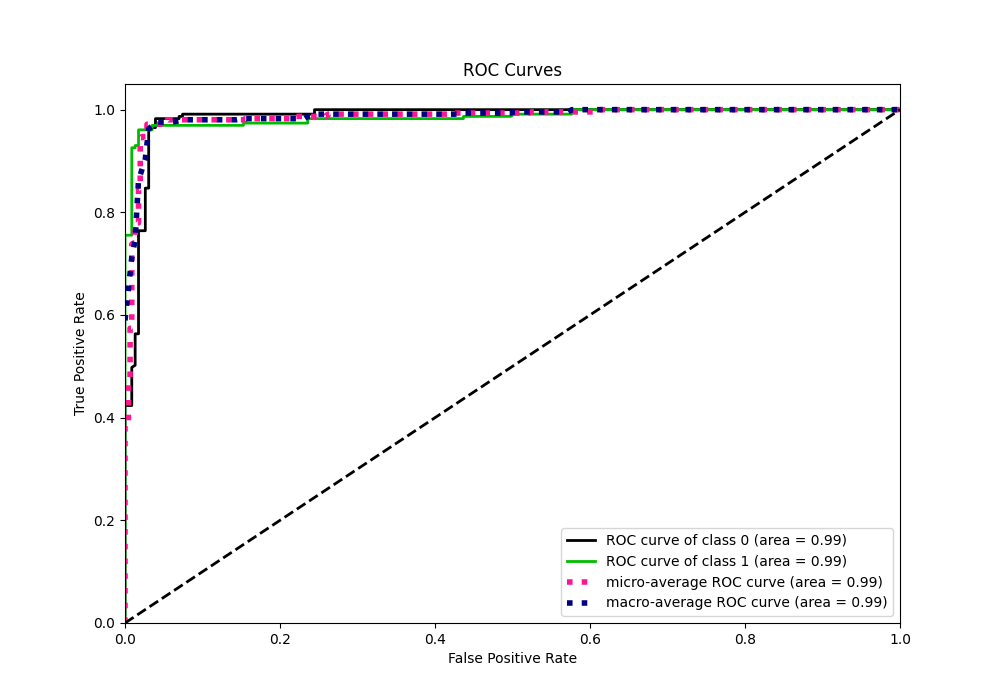 ROC Curves
True Positive Rate
1.0
0.8
0.6
0.4
0.2
0.0
0.0 0.2 0.4 0.6 0.8 1.0
False Positive Rate
ROC curve of class 0 (area = 0.99)
ROC curve of class 1 (area = 0.99)
micro-average ROC curve (area = 0.99)
macro-average ROC curve (area = 0.99)